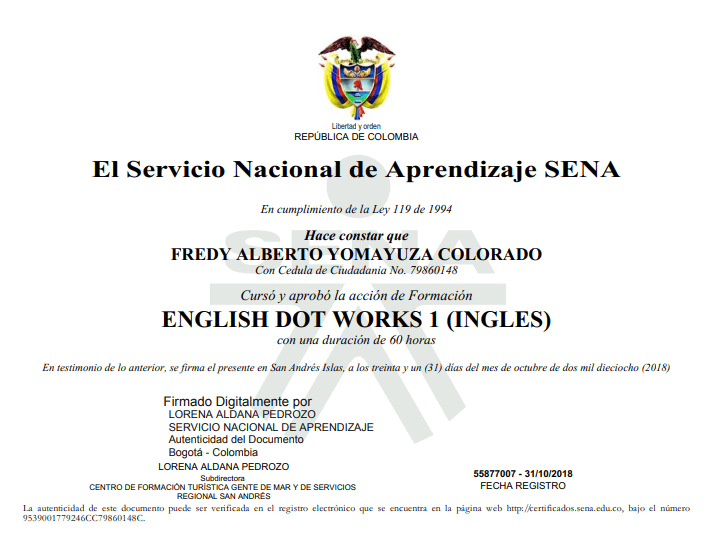 Libertad y orden
REPÚBLICA DE COLOMBIA
El Servicio Nacional de Aprendizaje SENA
En cumplimiento de la Ley 119 de 1994
Hace constar que
SENA
FREDY ALBERTO YOMAYUZA COLORADO
Con Cedula de Ciudadania No. 79860148
Cursó y aprobó la acción de Formación
ENGLISH DOT WORKS 1 (INGLES)
con una duración de 60 horas
En testimonio de lo anterior, se firma el presente en San Andrés Islas, a los treinta y un (31) días del mes de octubre de dos mil dieciocho (2018)
Firmado Digitalmente por
LORENA ALDANA PEDROZO
SERVICIO NACIONAL DE APRENDIZAJE
Autenticidad del Documento
Bogotá - Colombia
LORENA ALDANA PEDROZO
Subdirectora
CENTRO DE FORMACIÓN TURÍSTICA GENTE DE MAR Y DE SERVICIOS
REGIONAL SAN ANDRÉS
55877007 - 31/10/2018
FECHA REGISTRO
La autenticidad de este documento puede ser verificada en el registro electrónico que se encuentra en la página web http://certificados.sena.edu.co, bajo el número
9539001779246CC79860148C.